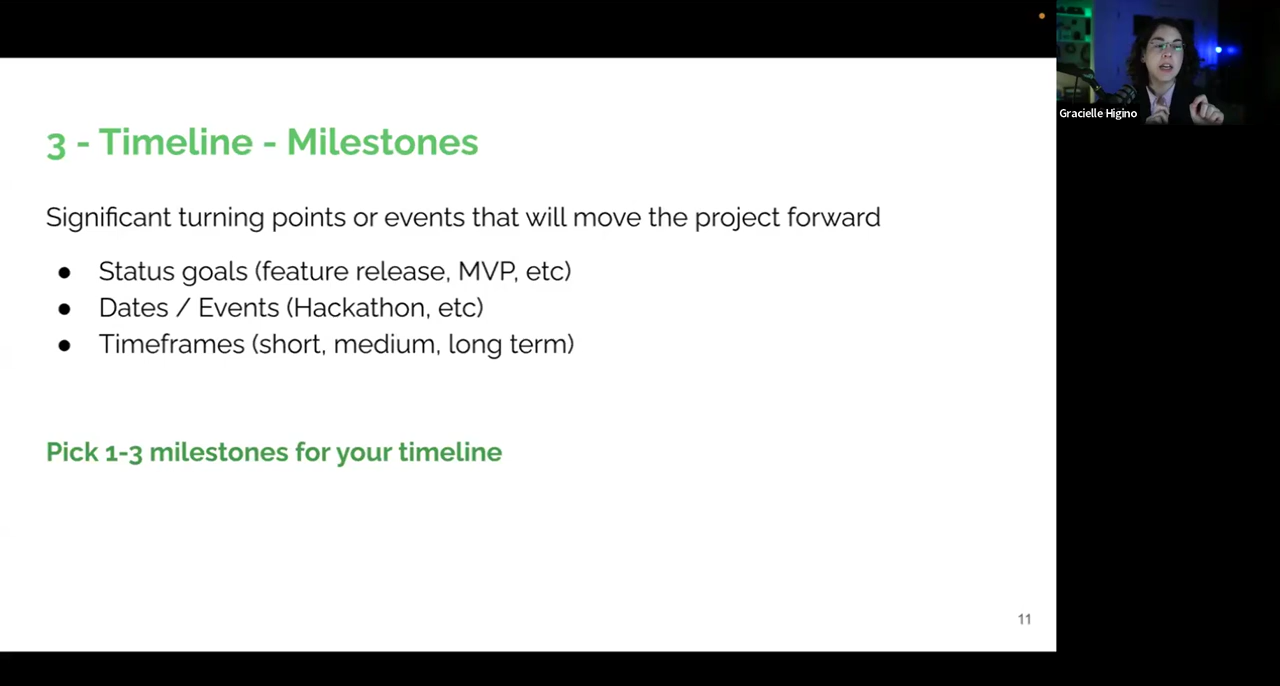 Gracielle Higino
3 - Timeline - Milestones
Significant turning points or events that will move the project forward
● Status goals (feature release, MVP, etc)
● Dates / Events (Hackathon, etc)
● Timeframes (short, medium, long term)
Pick 1-3 milestones for your timeline
11